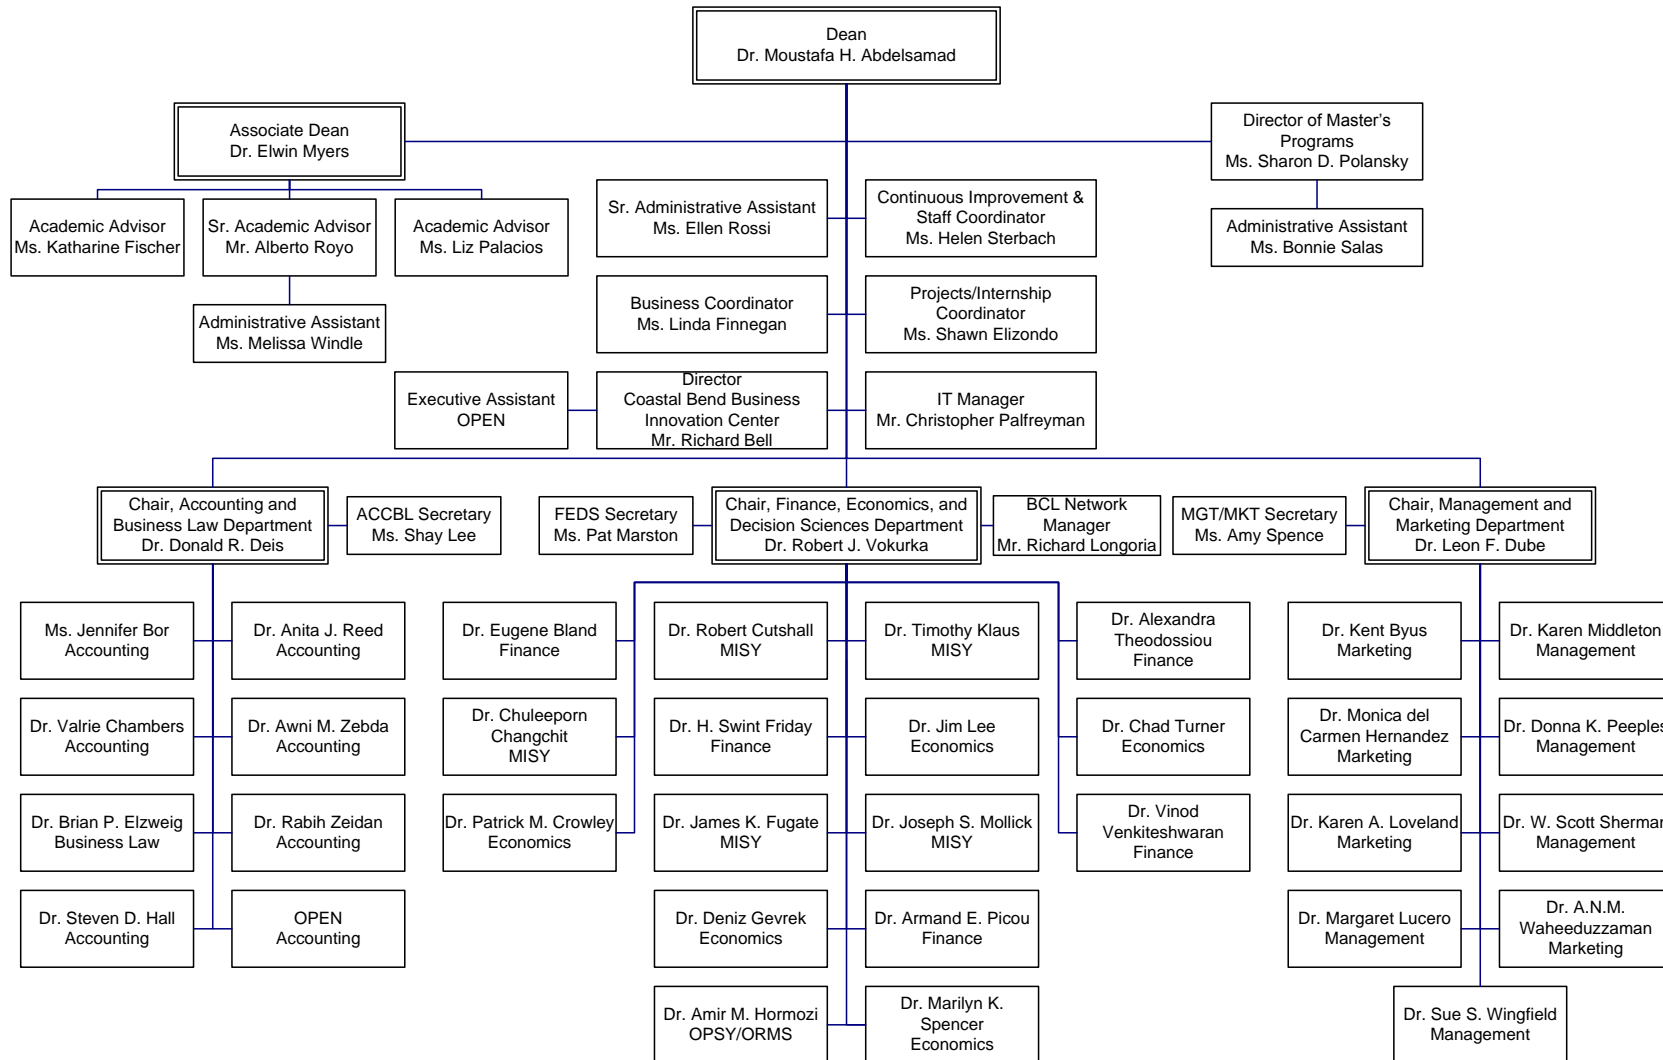 Dean
Dr. Moustafa H. Abdelsamad
Associate Dean
Dr. Elwin Myers
Director of Master’s
Programs
Ms. Sharon D. Polansky
Academic Advisor
Ms. Katharine Fischer
Sr. Academic Advisor
Mr. Alberto Royo
Academic Advisor
Ms. Liz Palacios
Sr. Administrative Assistant
Ms. Ellen Rossi
Continuous Improvement &
Staff Coordinator
Ms. Helen Sterbach
Administrative Assistant
Ms. Bonnie Salas
Administrative Assistant
Ms. Melissa Windle
Business Coordinator
Ms. Linda Finnegan
Projects/Internship
Coordinator
Ms. Shawn Elizondo
Executive Assistant
OPEN
Director
Coastal Bend Business
Innovation Center
Mr. Richard Bell
IT Manager
Mr. Christopher Palfreyman
Chair, Accounting and
Business Law Department
Dr. Donald R. Deis
ACCBL Secretary
Ms. Shay Lee
FEDS Secretary
Ms. Pat Marston
Chair, Finance, Economics, and
Decision Sciences Department
Dr. Robert J. Vokurka
BCL Network
Manager
Mr. Richard Longoria
MGT/MKT Secretary
Ms. Amy Spence
Chair, Management and
Marketing Department
Dr. Leon F. Dube
Ms. Jennifer Bor
Accounting
Dr. Anita J. Reed
Accounting
Dr. Eugene Bland
Finance
Dr. Robert Cutshall
MISY
Dr. Timothy Klaus
MISY
Dr. Alexandra
Theodossiou
Finance
Dr. Kent Byus
Marketing
Dr. Karen Middleton
Management
Dr. Valrie Chambers
Accounting
Dr. Awni M. Zebda
Accounting
Dr. Chuleeporn
Changchit
MISY
Dr. H. Swint Friday
Finance
Dr. Jim Lee
Economics
Dr. Chad Turner
Economics
Dr. Monica del
Carmen Hernandez
Marketing
Dr. Donna K. Peeples
Management
Dr. Brian P. Elzweig
Business Law
Dr. Rabih Zeidan
Accounting
Dr. Patrick M. Crowley
Economics
Dr. James K. Fugate
MISY
Dr. Joseph S. Mollick
MISY
Dr. Vinod
Venkiteshwaran
Finance
Dr. Karen A. Loveland
Marketing
Dr. W. Scott Sherman
Management
Dr. Steven D. Hall
Accounting
OPEN
Accounting
Dr. Deniz Gevrek
Economics
Dr. Armand E. Picou
Finance
Dr. Margaret Lucero
Management
Dr. A.N.M.
Waheeduzzaman
Marketing
Dr. Amir M. Hormozi
OPSY/ORMS
Dr. Marilyn K.
Spencer
Economics
Dr. Sue S. Wingfield
Management